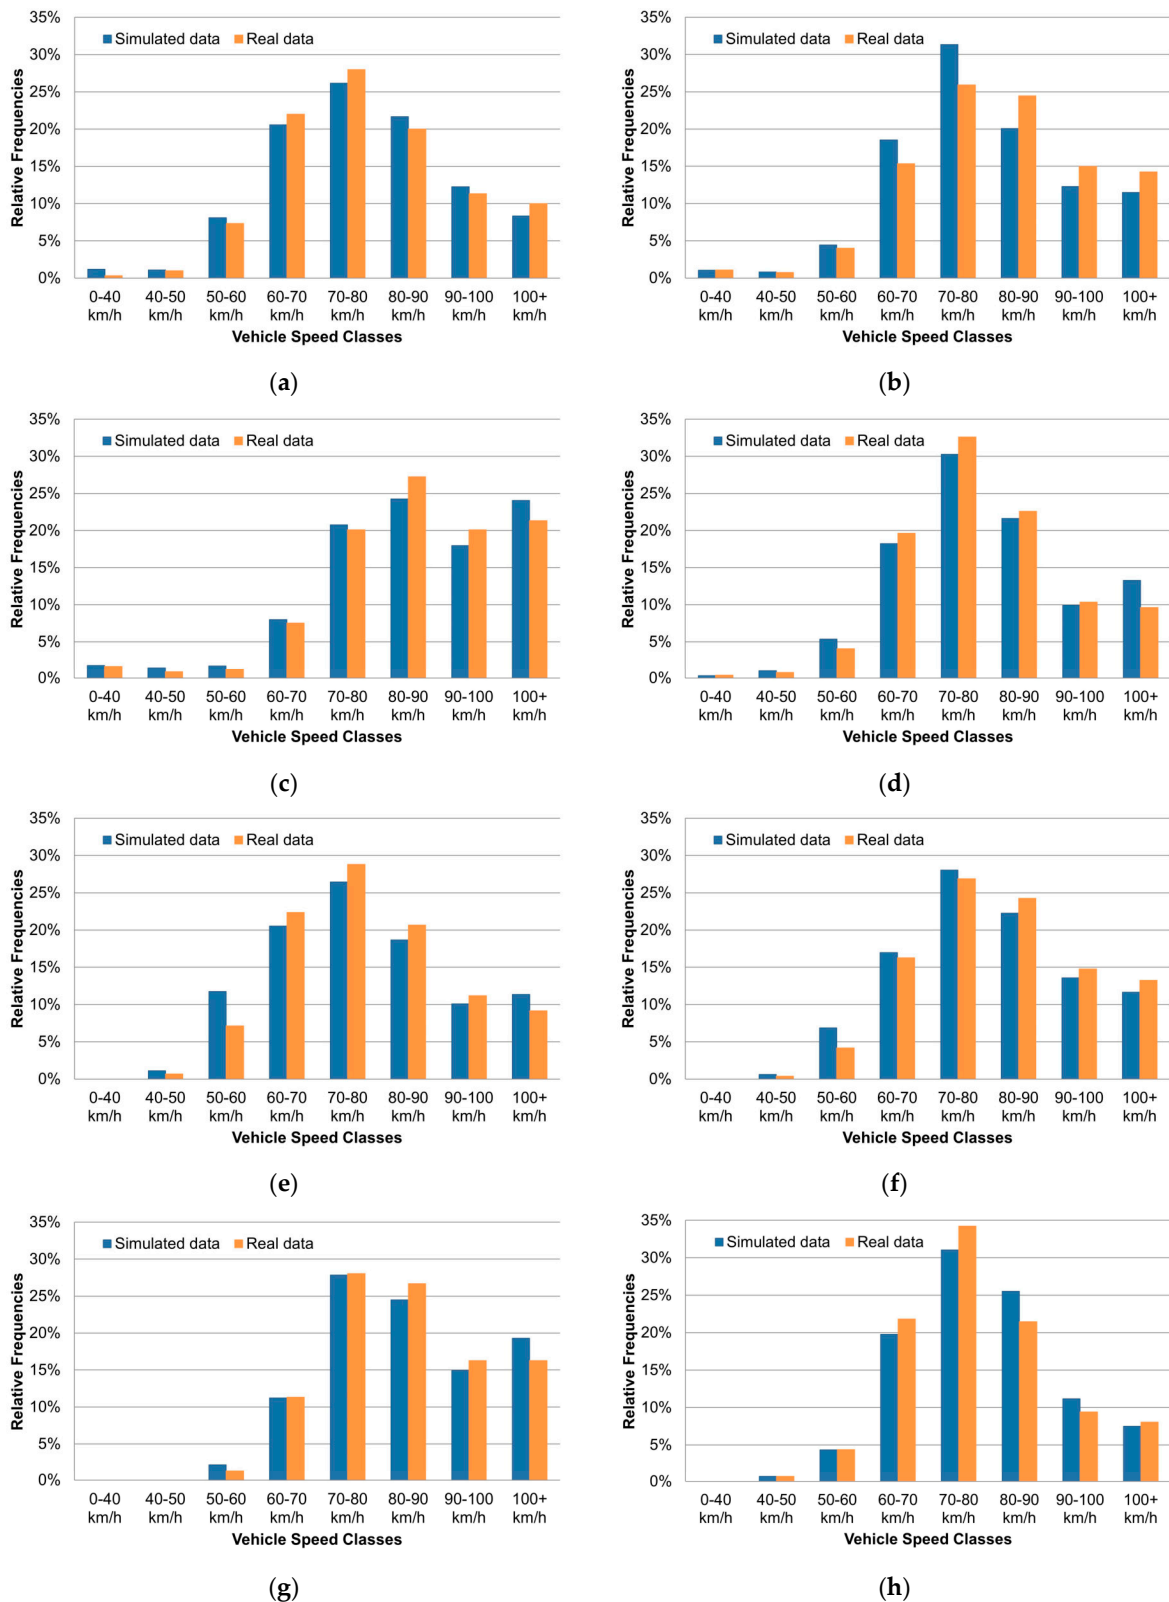 35%
30%
25%
20%
15%
10%
5%
0%
Relative Frequencies
Simulated data Real data
0-40 40-50 50-60 60-70 70-80 80-90 90-100 100+
km/h km/h km/h km/h km/h km/h km/h km/h
Vehicle Speed Classes
(a)
35%
30%
25%
20%
15%
10%
5%
0%
Relative Frequencies
Simulated data Real data
0-40 40-50 50-60 60-70 70-80 80-90 90-100 100+
km/h km/h km/h km/h km/h km/h km/h km/h
Vehicle Speed Classes
(b)
35%
30%
25%
20%
15%
10%
5%
0%
Relative Frequencies
Simulated data Real data
0-40 40-50 50-60 60-70 70-80 80-90 90-100 100+
km/h km/h km/h km/h km/h km/h km/h km/h
Vehicle Speed Classes
(c)
35%
30%
25%
20%
15%
10%
5%
0%
Relative Frequencies
Simulated data Real data
0-40 40-50 50-60 60-70 70-80 80-90 90-100 100+
km/h km/h km/h km/h km/h km/h km/h km/h
Vehicle Speed Classes
(d)
35%
30%
25%
20%
15%
10%
5%
0%
Relative Frequencies
Simulated data Real data
0-40 40-50 50-60 60-70 70-80 80-90 90-100 100+
km/h km/h km/h km/h km/h km/h km/h km/h
Vehicle Speed Classes
(e)
35%
30%
25%
20%
15%
10%
5%
0%
Relative Frequencies
Simulated data Real data
0-40 40-50 50-60 60-70 70-80 80-90 90-100 100+
km/h km/h km/h km/h km/h km/h km/h km/h
Vehicle Speed Classes
(f)
35%
30%
25%
20%
15%
10%
5%
0%
Relative Frequencies
Simulated data Real data
0-40 40-50 50-60 60-70 70-80 80-90 90-100 100+
km/h km/h km/h km/h km/h km/h km/h km/h
Vehicle Speed Classes
(g)
35%
30%
25%
20%
15%
10%
5%
0%
Relative Frequencies
Simulated data Real data
0-40 40-50 50-60 60-70 70-80 80-90 90-100 100+
km/h km/h km/h km/h km/h km/h km/h km/h
Vehicle Speed Classes
(h)